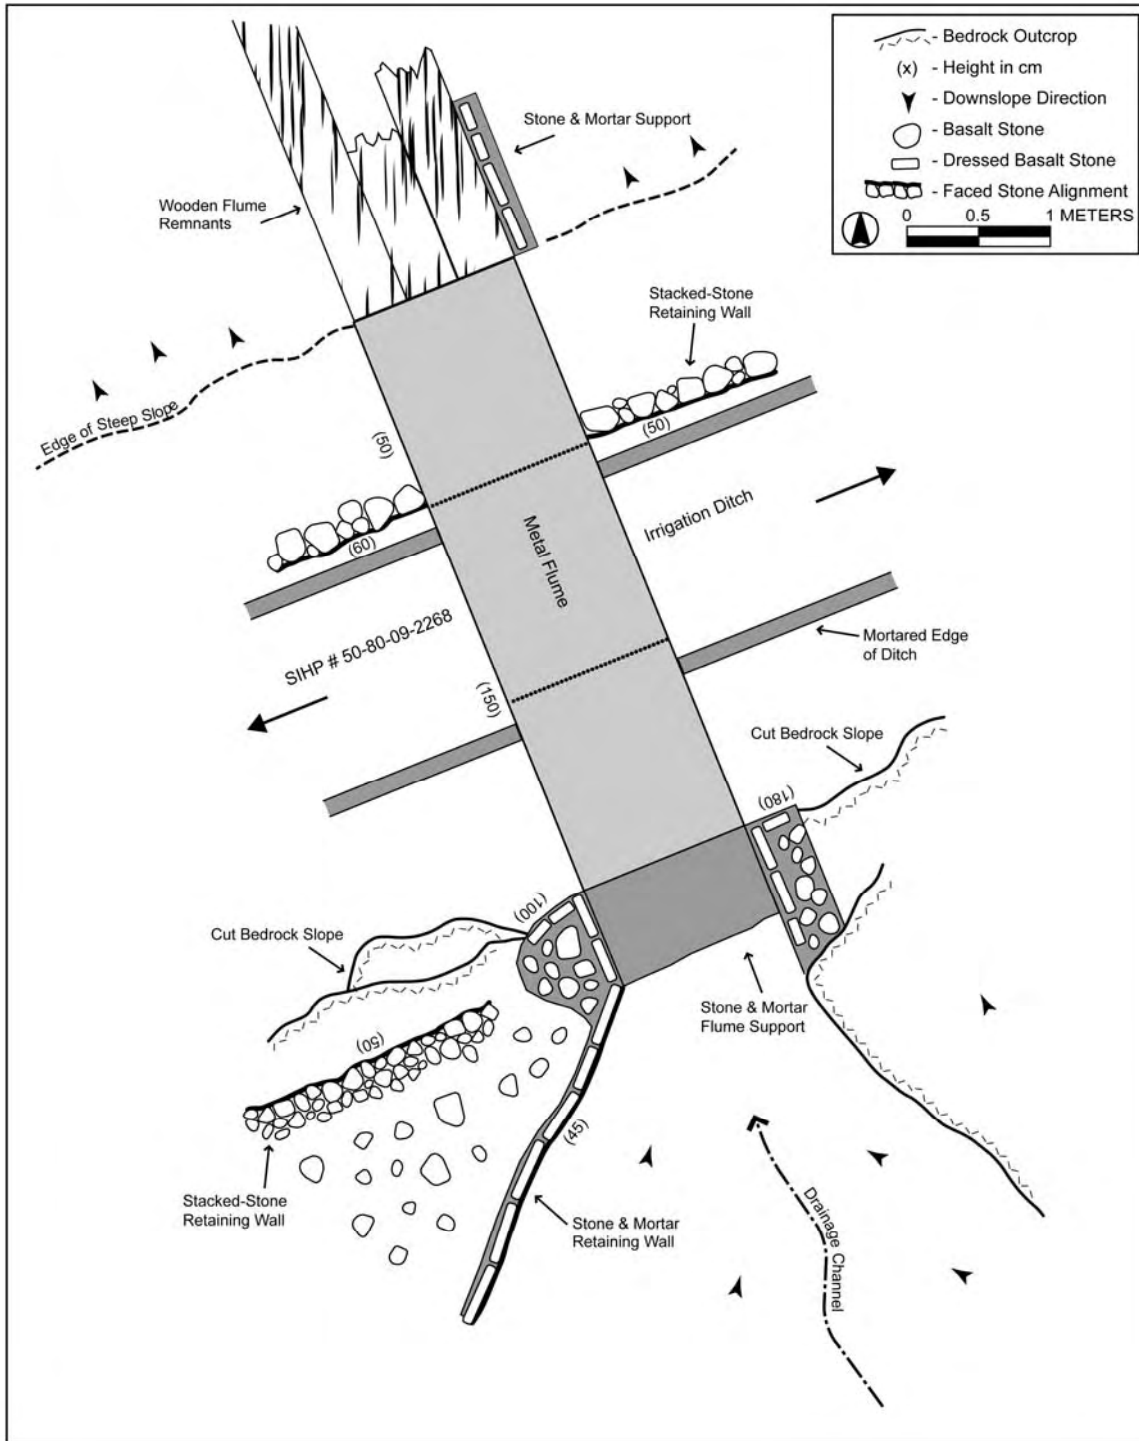 - Bedrock Outcrop
(x) - Height in cm
- Downslope Direction
- Basalt Stone
- Dressed Basalt Stone
- Faced Stone Alignment
0 0.5 1 METERS
Stone & Mortar Support
Wooden Flume
Remnants
Stacked-Stone
Retaining Wall
Edge of Steep Slope
(50)
(50)
(60)
Metal Flume
Irrigation Ditch
SIHP # 50-80-09-2268
(150)
Mortared Edge
of Ditch
Cut Bedrock Slope
(180)
(100)
Cut Bedrock Slope
Stone & Mortar
Flume Support
(50)
(45)
Stacked-Stone
Retaining Wall
Stone & Mortar
Retaining Wall
Drainage Channel